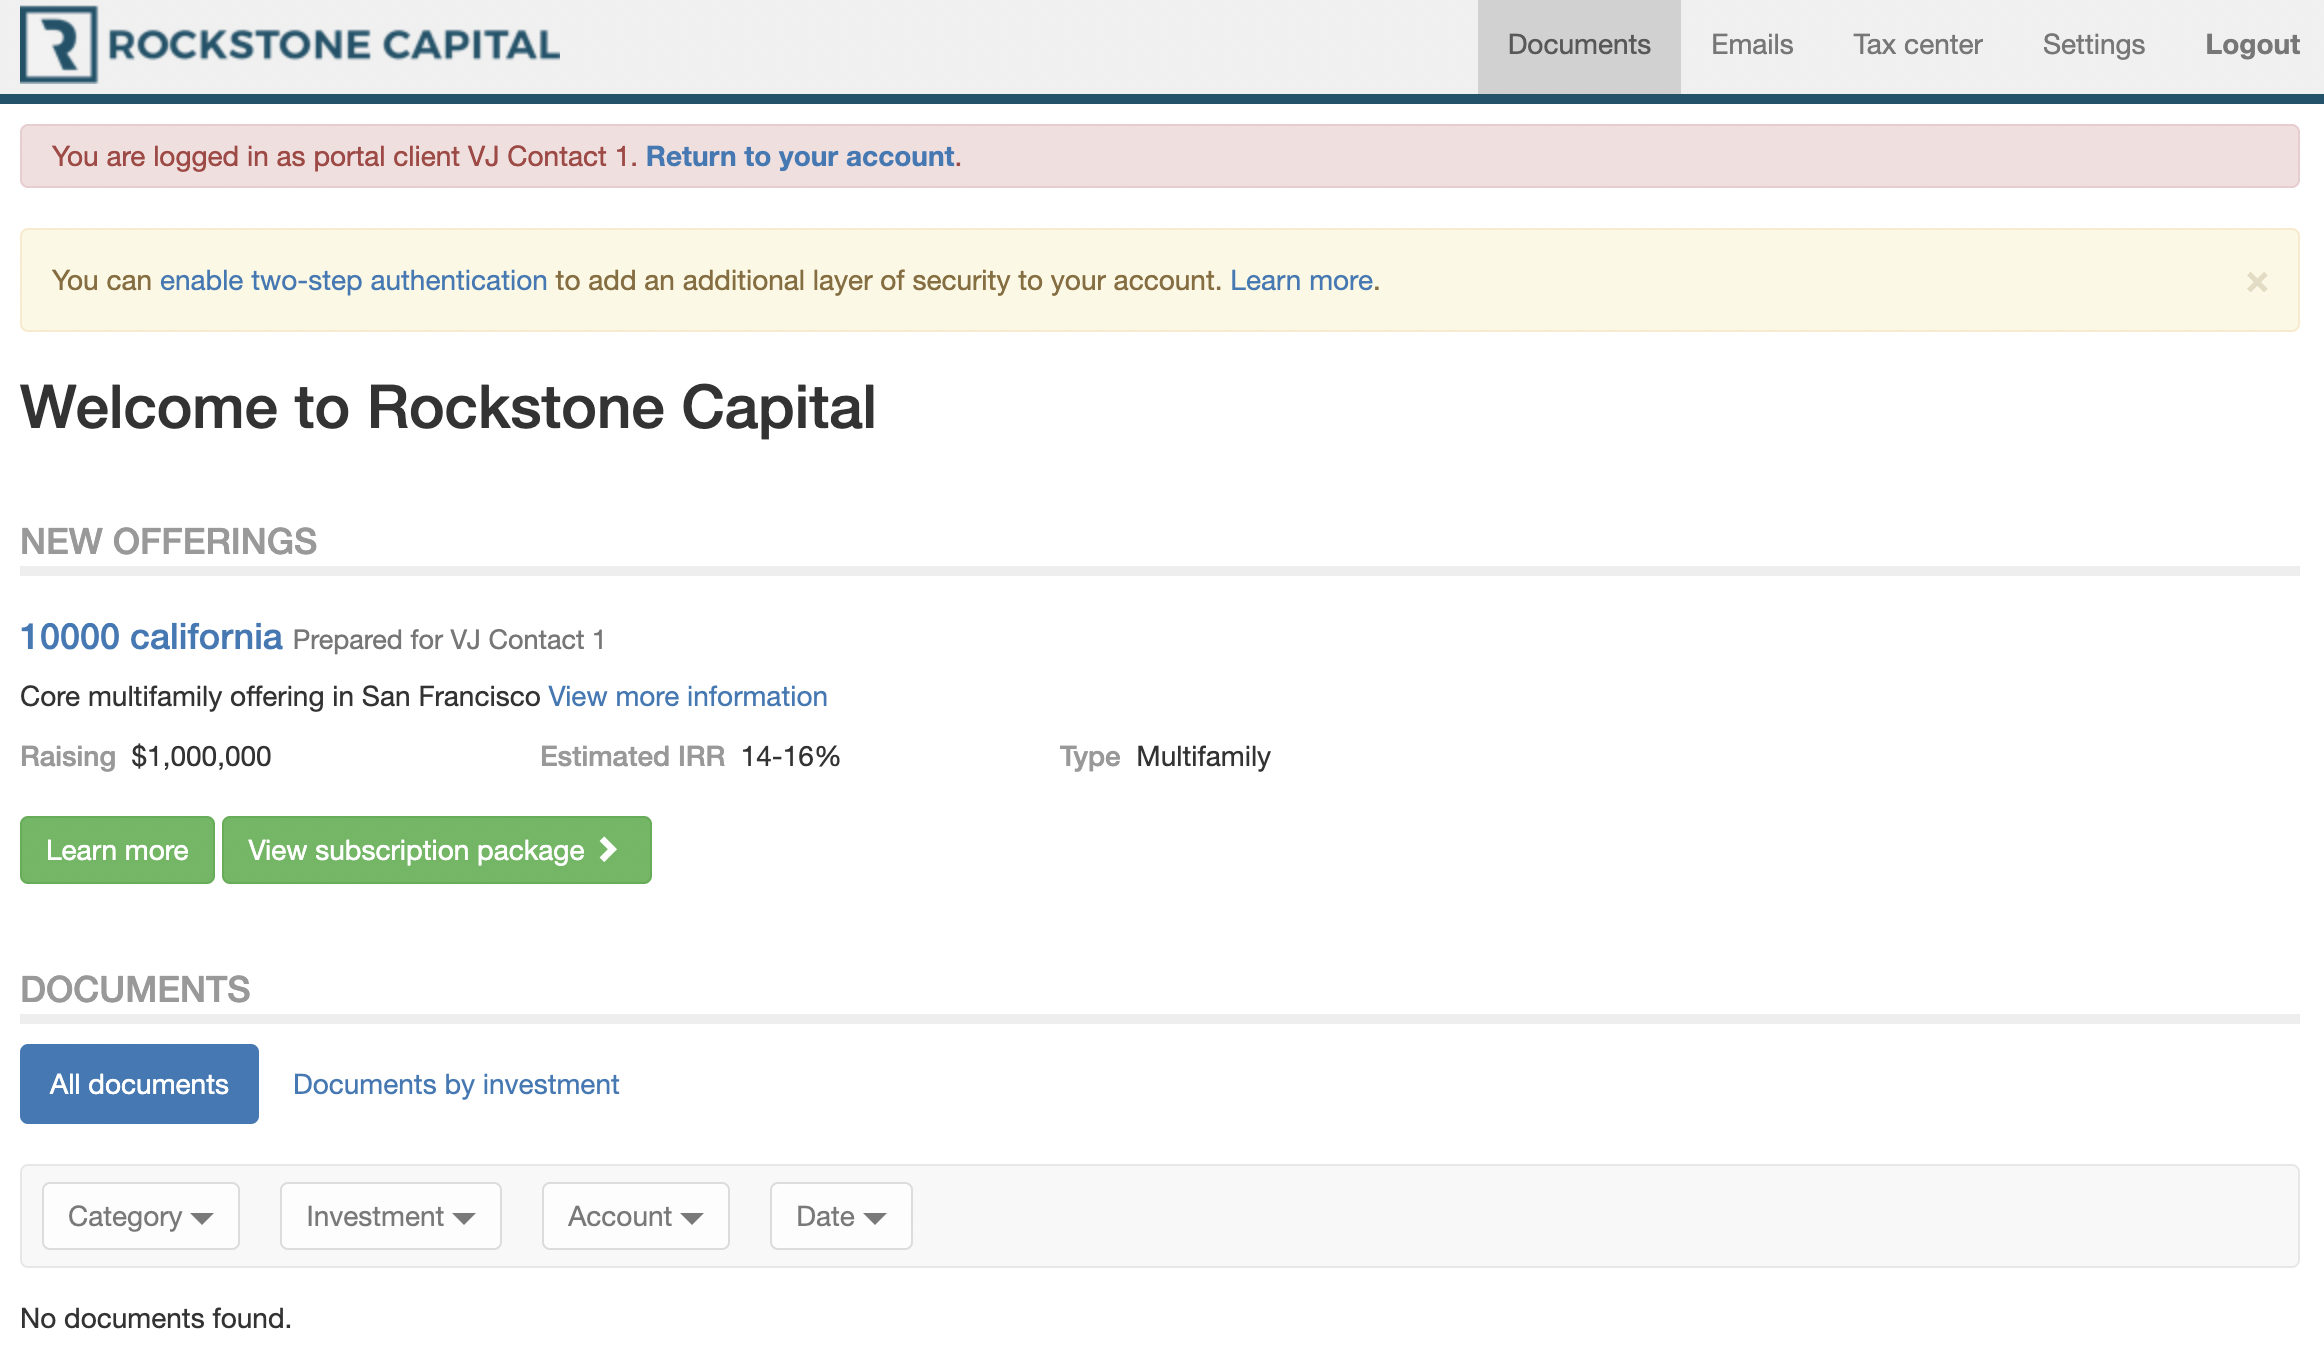 ROCKSTONE CAPITAL
Documents Emails Tax center Settings Logout
You are logged in as portal client VJ Contact 1. Return to your account.
You can enable two-step authentication to add an additional layer of security to your account. Learn more.
×
Welcome to Rockstone Capital
NEW OFFERINGS
10000 california Prepared for VJ Contact 1
Core multifamily offering in San Francisco View more information
Raising $1,000,000 Estimated IRR 14-16% Type Multifamily
Learn more View subscription package
DOCUMENTS
All documents Documents by investment
Category Investment Account Date
No documents found.